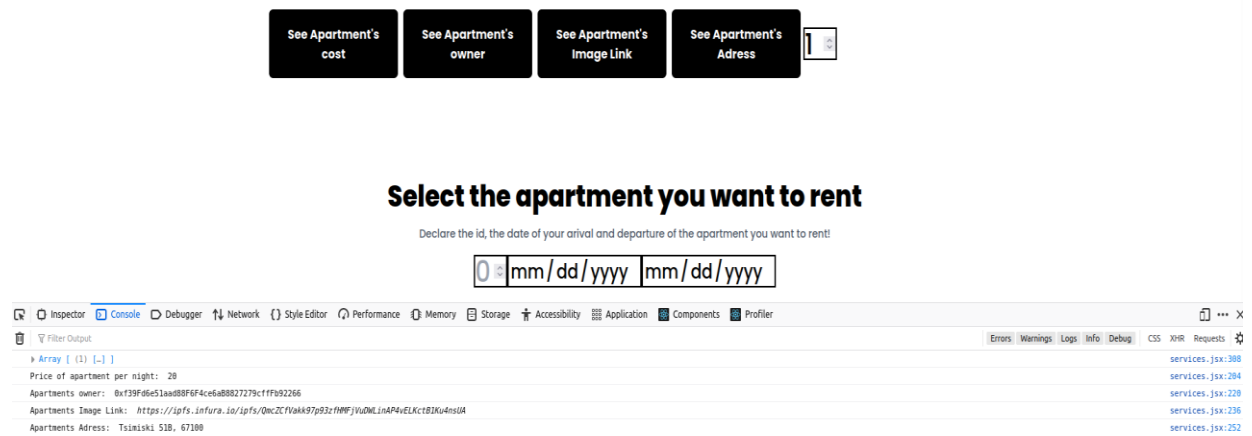 See Apartment's cost
See Apartment's owner
See Apartment's Image Link
See Apartment's Adress
1
Select the apartment you want to rent
Declare the id, the date of your arival and departure of the apartment you want to rent!
0 mm/dd/yyyy mm/dd/yyyy
Inspector Console Debugger Network {} Style Editor Performance Memory Storage Accessibility Application Components Profiler
Filter Output Errors Warnings Logs Info Debug CSS XHR Requests
Array [ (1) […] ] services.jsx:308
Price of apartment per night: 20 services.jsx:204
Apartments owner: 0xf39Fd6e51aad88F6F4ce6aB8827279cffFb92266 services.jsx:220
Apartments Image Link: https://ipfs.infura.io/ipfs/QmcZCfVakk97p93zfHMFjVuDWLinAP4vELKctB1Ku4nsUA services.jsx:236
Apartments Adress: Tsimiski 51B, 67100 services.jsx:252